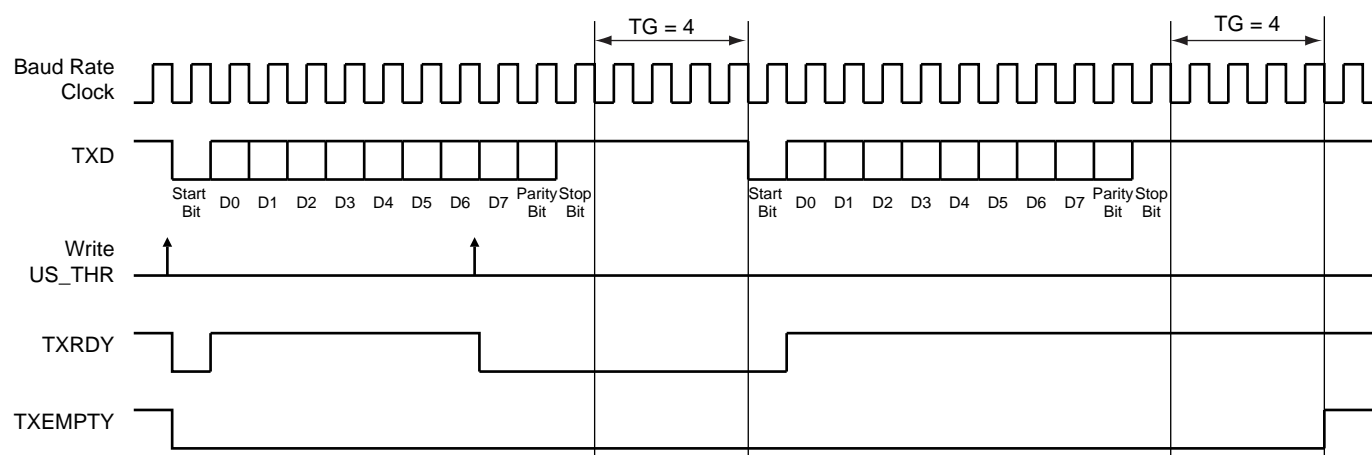 TG = 4
TG = 4
Baud Rate
Clock
TXD
Start
Bit
D0
D1
D2
D3
D4
D5
D6
D7
Parity
Bit
Stop
Bit
Start
Bit
D0
D1
D2
D3
D4
D5
D6
D7
Parity
Bit
Stop
Bit
Write
US_THR
TXRDY
TXEMPTY